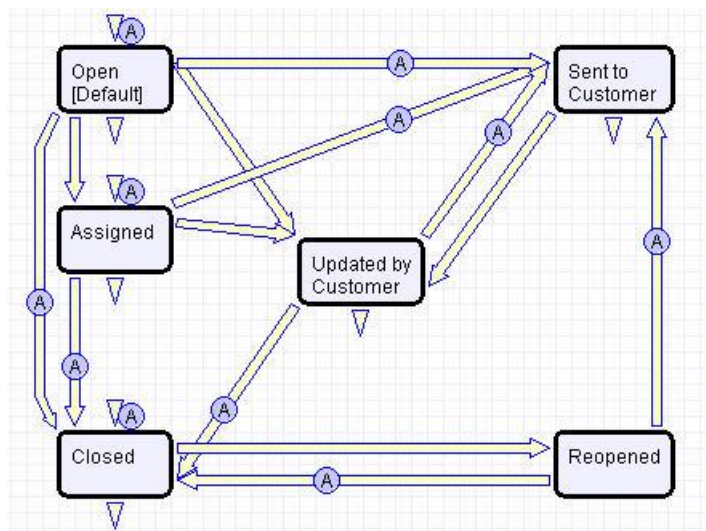 A
Open
[Default]
A
Sent to
Customer
A
A
A
Assigned
A
Updated by
Customer
A
A
A
A
A
Closed
Reopened
A